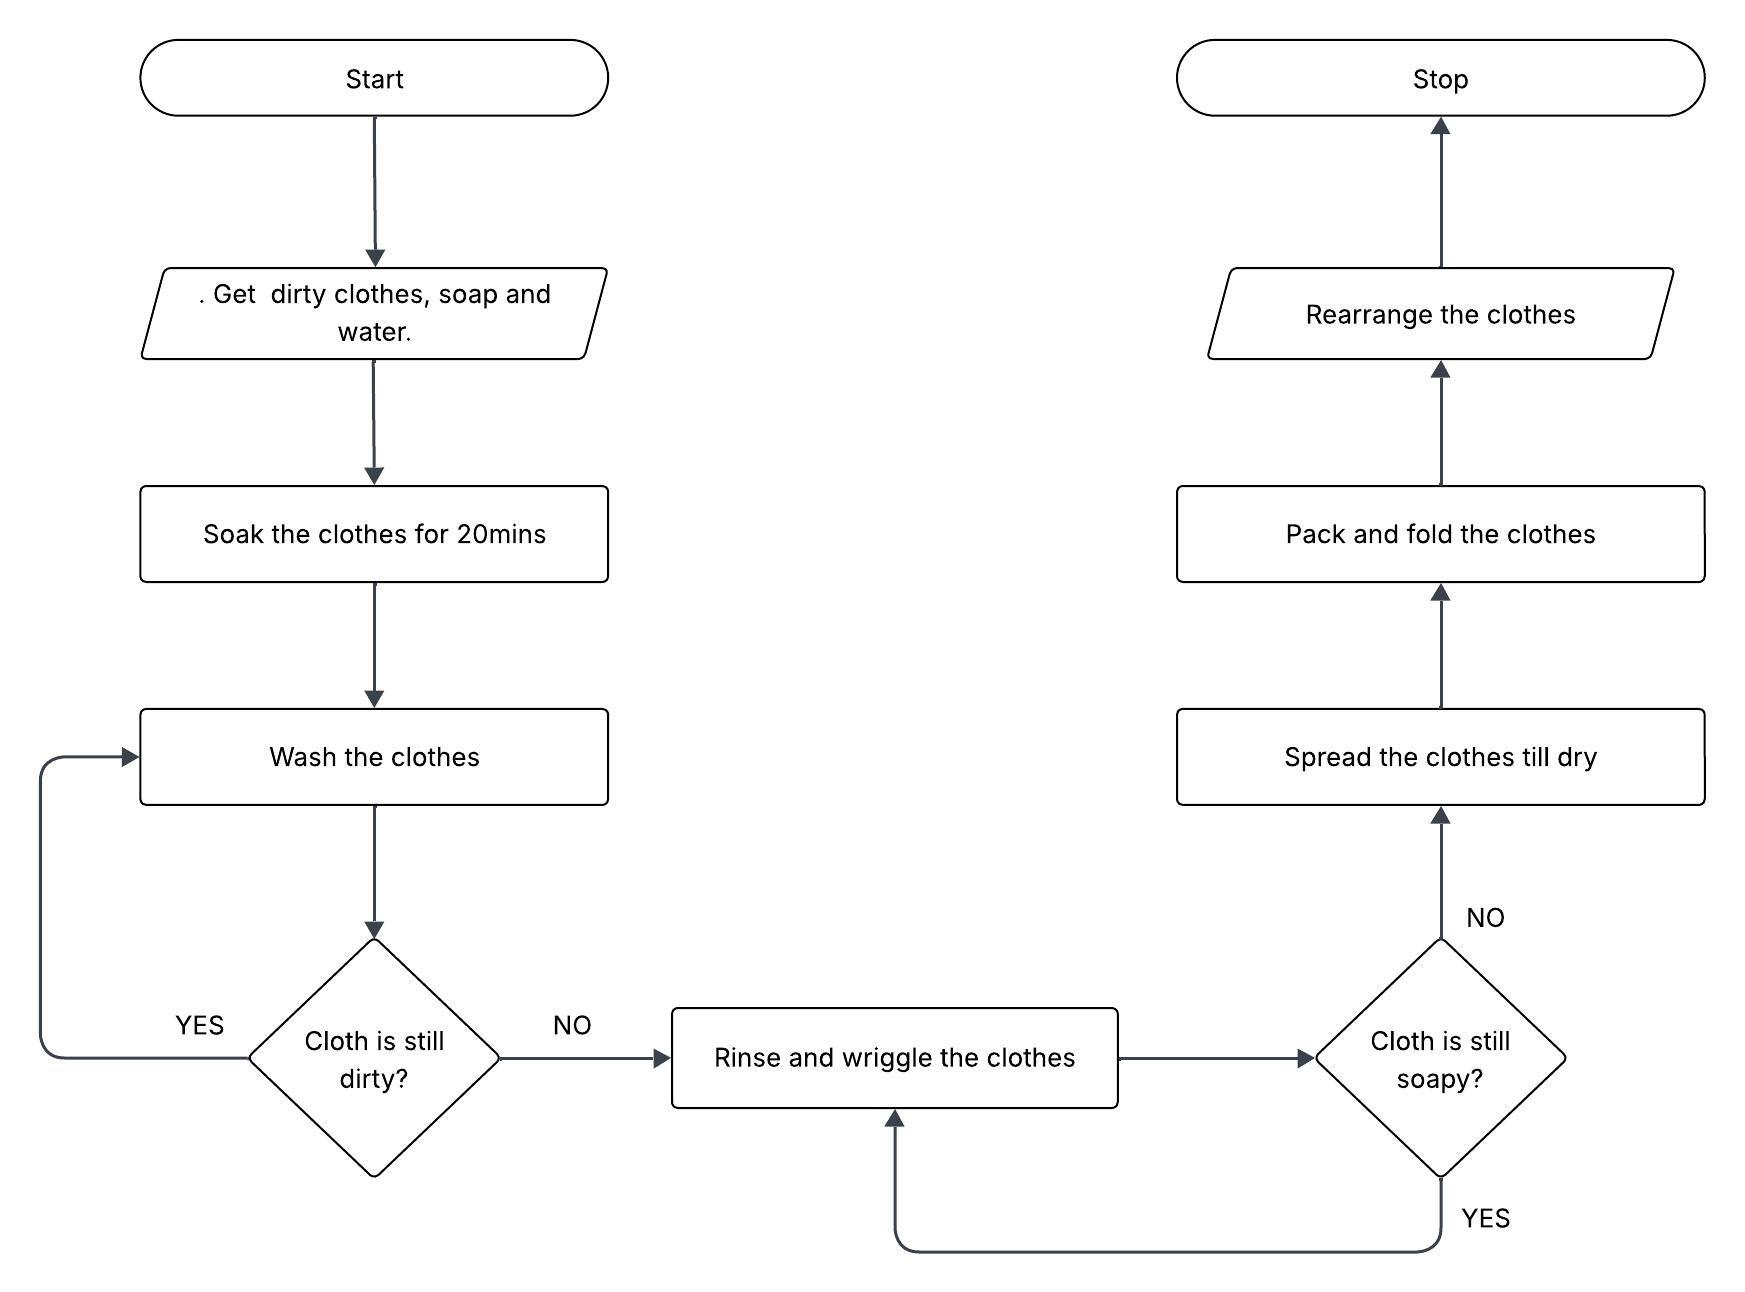 Start
. Get  dirty clothes, soap and
water.
Soak the clothes for 20mins
Wash the clothes
Cloth is still
dirty?
YES
NO
Rinse and wriggle the clothes
Cloth is still
soapy?
YES
NO
Spread the clothes till dry
Pack and fold the clothes
Rearrange the clothes
Stop